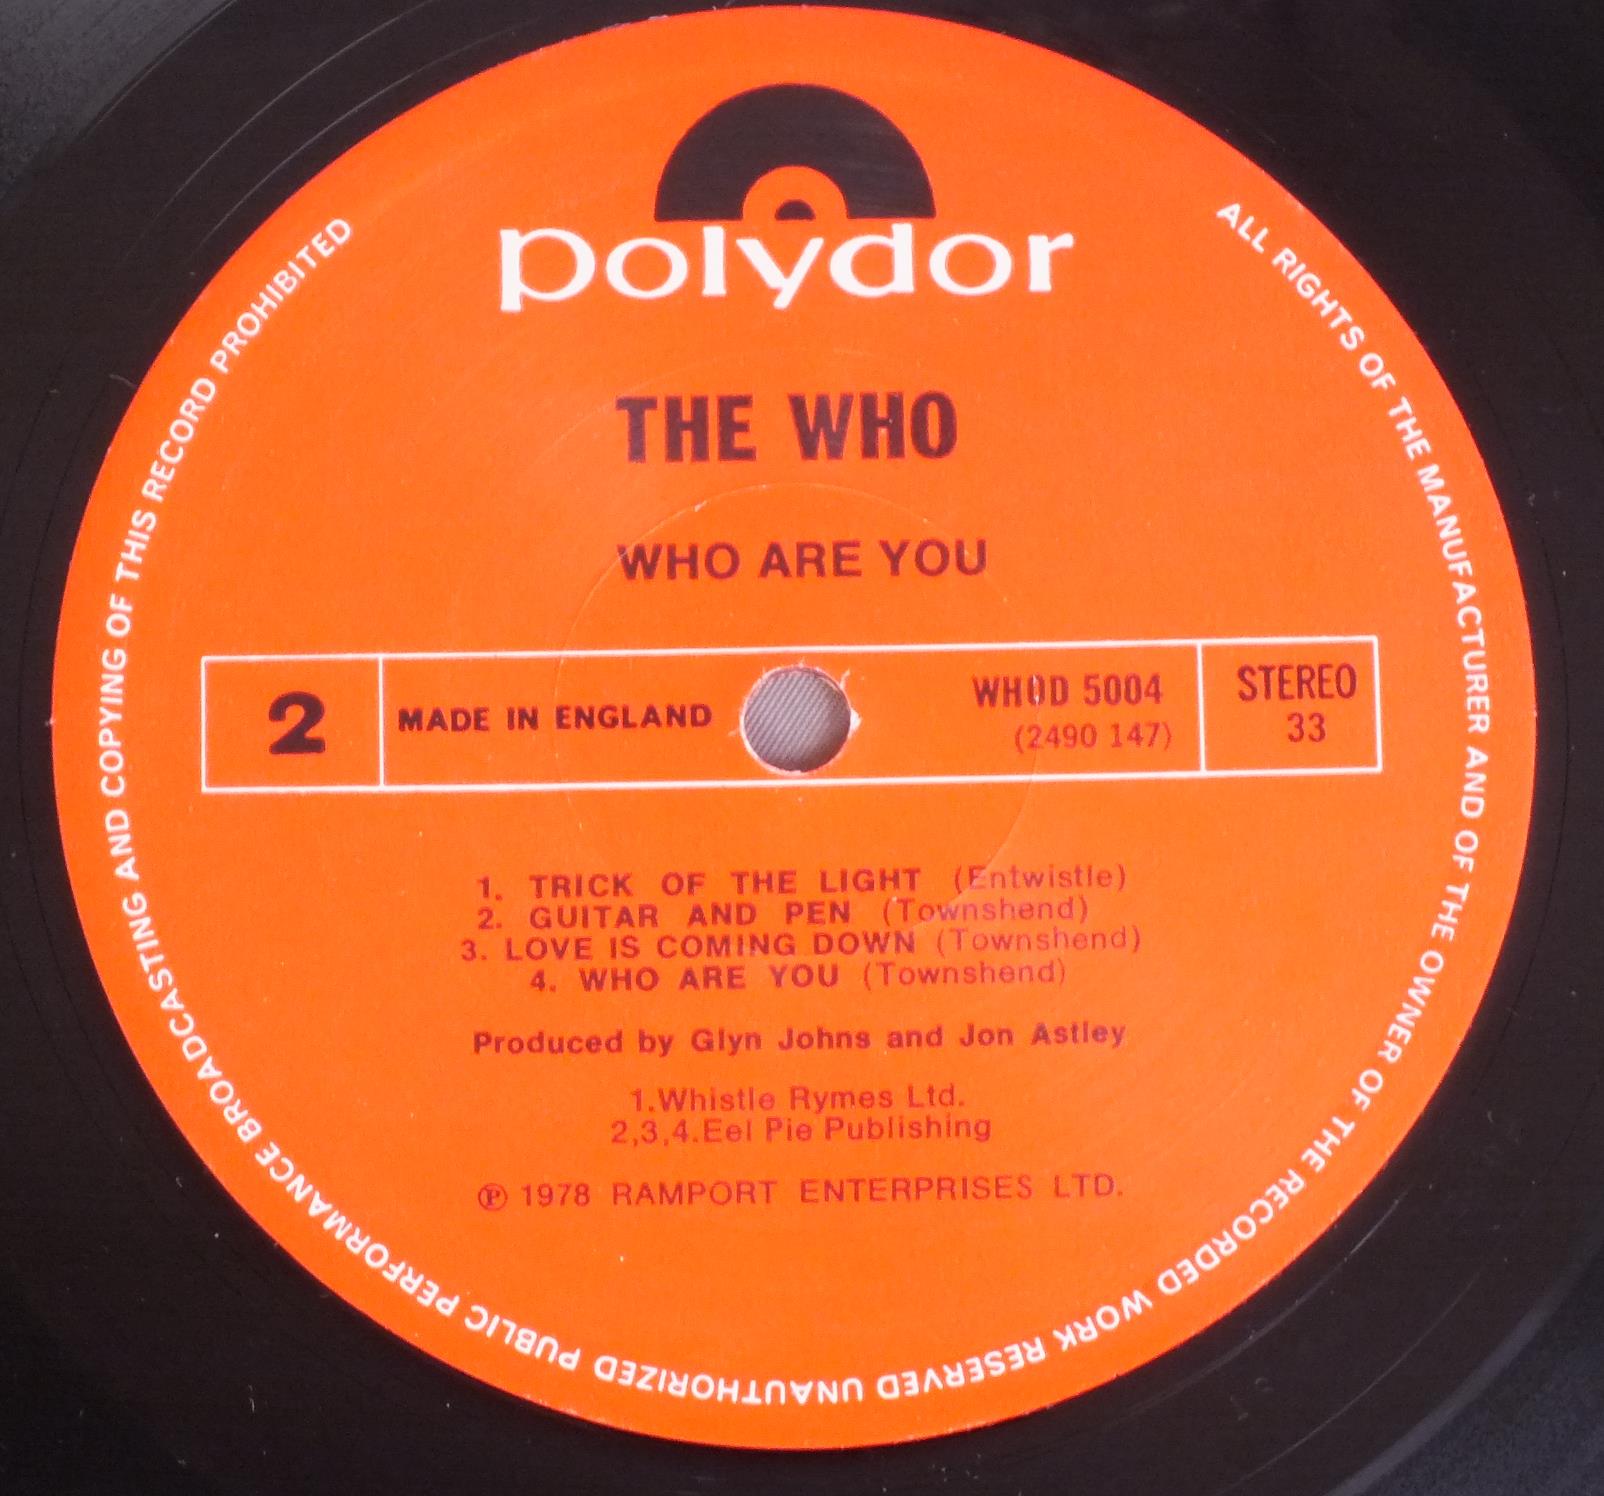 polydor
THE WHO
WHO ARE YOU
2
MADE IN ENGLAND
WHOD 5004
(2490 147)
STEREO
33
1. TRICK OF THE LIGHT (Entwistle)
2. GUITAR AND PEN (Townshend)
3. LOVE IS COMING DOWN (Townshend)
4. WHO ARE YOU (Townshend)
Produced by Glyn Johns and Jon Astley
1.Whistle Rymes Ltd.
2,3,4.Eel Pie Publishing
℗ 1978 RAMPORT ENTERPRISES LTD.
ALL RIGHTS OF THE MANUFACTURER AND OF THE OWNER OF THE RECORDED WORK RESERVED UNAUTHORIZED PUBLIC PERFORMANCE BROADCASTING AND COPYING OF THIS RECORD PROHIBITED